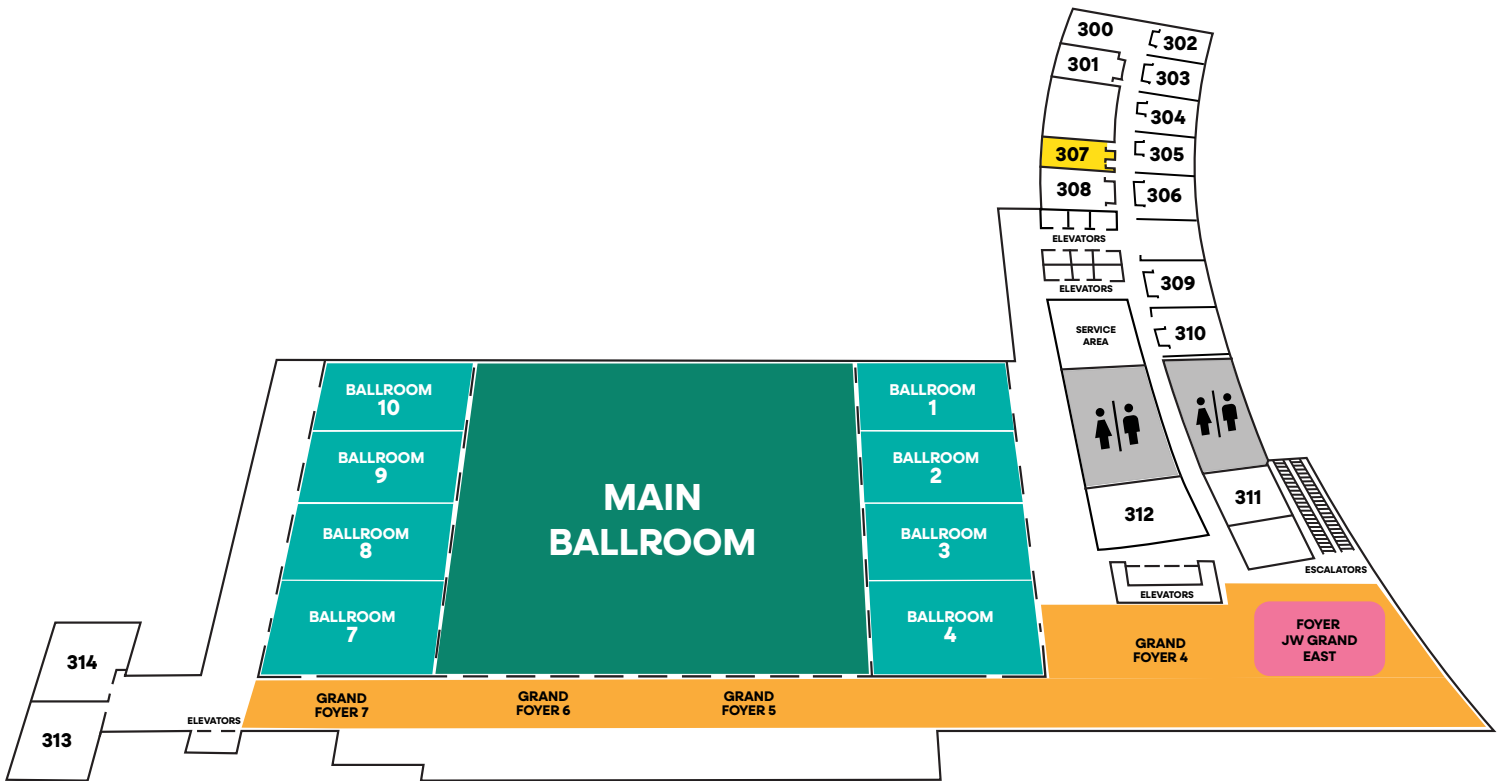 300
302
301
303
304
307
305
308
306
ELEVATORS
ELEVATORS
309
SERVICE
AREA
310
BALLROOM
10
BALLROOM
1
BALLROOM
9
BALLROOM
2
MAIN
BALLROOM
311
312
BALLROOM
8
BALLROOM
3
ESCALATORS
ELEVATORS
BALLROOM
7
BALLROOM
4
FOYER
JW GRAND
EAST
GRAND
FOYER 4
314
GRAND
FOYER 7
GRAND
FOYER 6
GRAND
FOYER 5
ELEVATORS
313